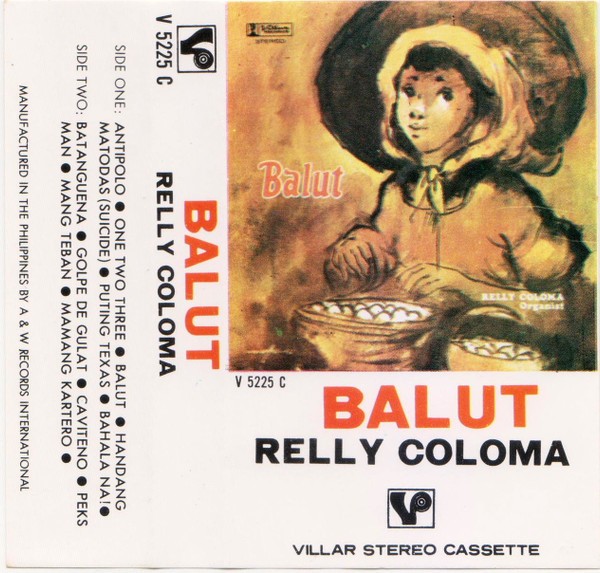 V 5225 C
SIDE ONE: ANTIPOLO ● ONE TWO THREE ● BALUT ● HANDANG
MATODAS (SUICIDE) ● PUTING TEXAS ● BAHALA NA! ●
SIDE TWO: BATANGUENA ● GOLPE DE GULAT ● CAVITENO ● PEKS
MAN ● MANG TEBAN ● MAMANG KARTERO ●
MANUFACTURED IN THE PHILIPPINES BY A & W RECORDS INTERNATIONAL
BALUT
RELLY COLOMA
Balut
RELLY COLOMA
Organist
V 5225 C
BALUT
RELLY COLOMA
VILLAR STEREO CASSETTE